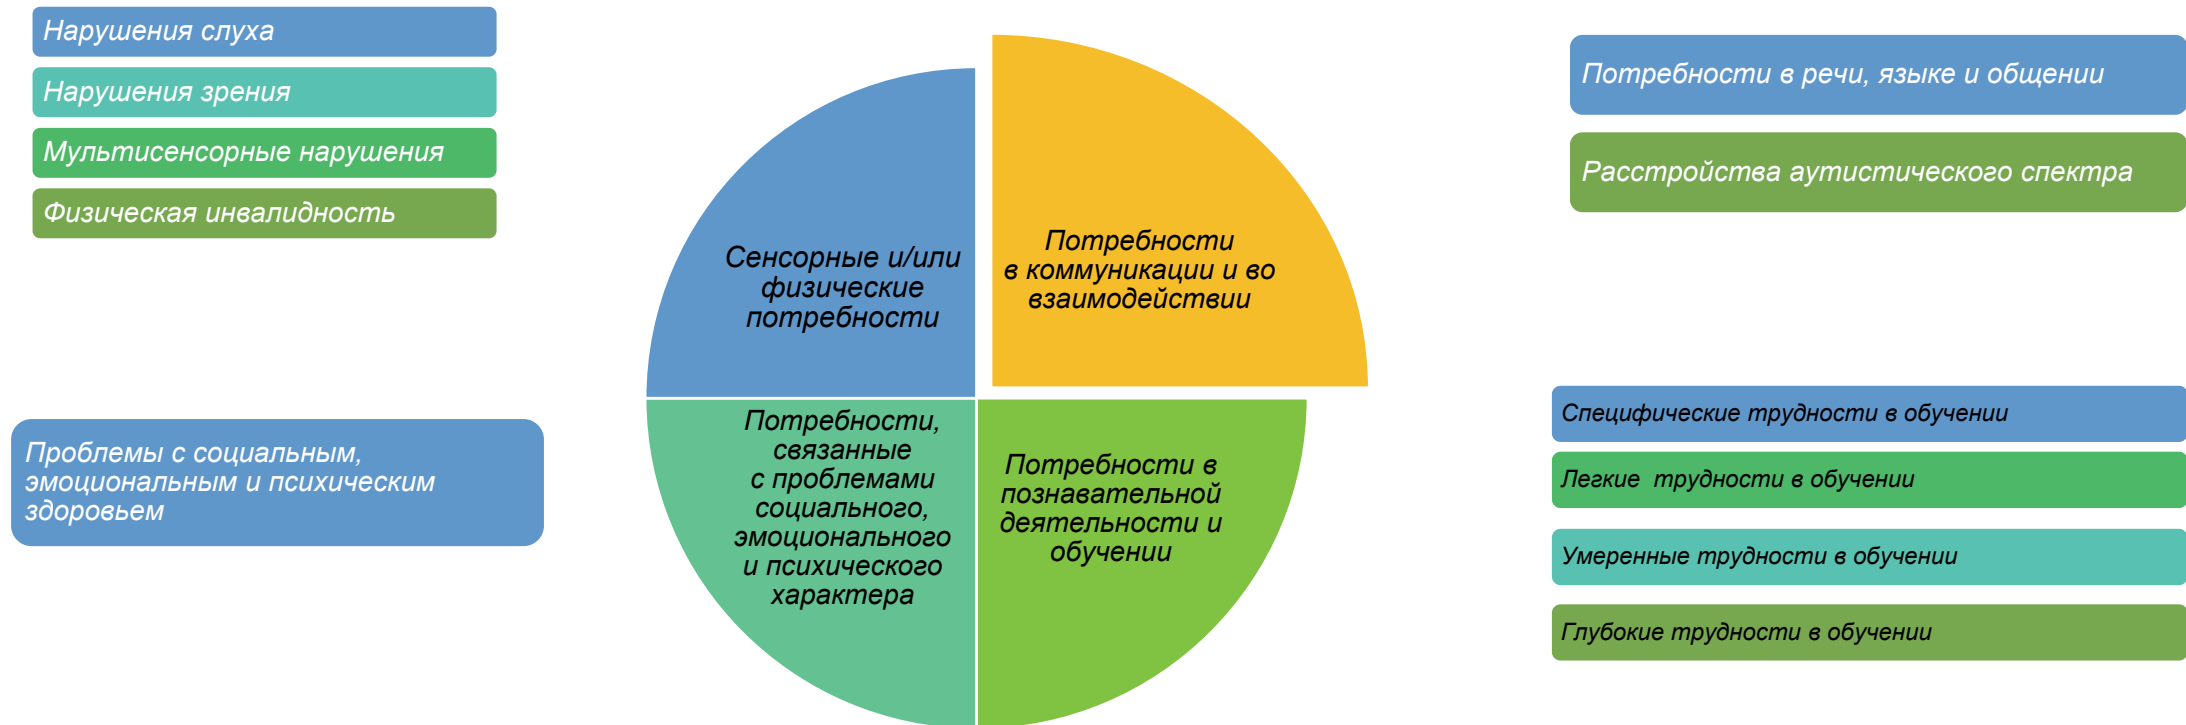 Нарушения слуха
Нарушения зрения
Мультисенсорные нарушения
Физическая инвалидность
Проблемы с социальным,
эмоциональным и психическим
здоровьем
Сенсорные и/или
физические
потребности
Потребности
в коммуникации и во
взаимодействии
Потребности,
связанные
с проблемами
социального,
эмоционального
и психического
характера
Потребности в
познавательной
деятельности и
обучении
Потребности в речи, языке и общении
Расстройства аутистического спектра
Специфические трудности в обучении
Легкие  трудности в обучении
Умеренные трудности в обучении
Глубокие трудности в обучении